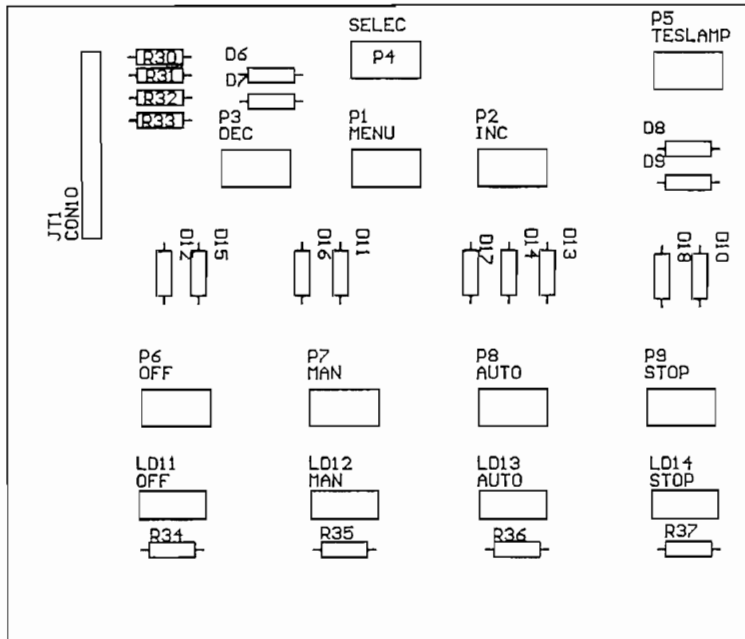 SELEC
P4
P5
TESLAMP
R30
R31
R32
R33
D6
D7
P3
DEC
P1
MENU
P2
INC
D8
D9
JT1
CON10
D12
D15
D16
D11
D17
D14
D13
D18
D10
P6
OFF
P7
MAN
P8
AUTO
P9
STOP
LD11
OFF
LD12
MAN
LD13
AUTO
LD14
STOP
R34
R35
R36
R37